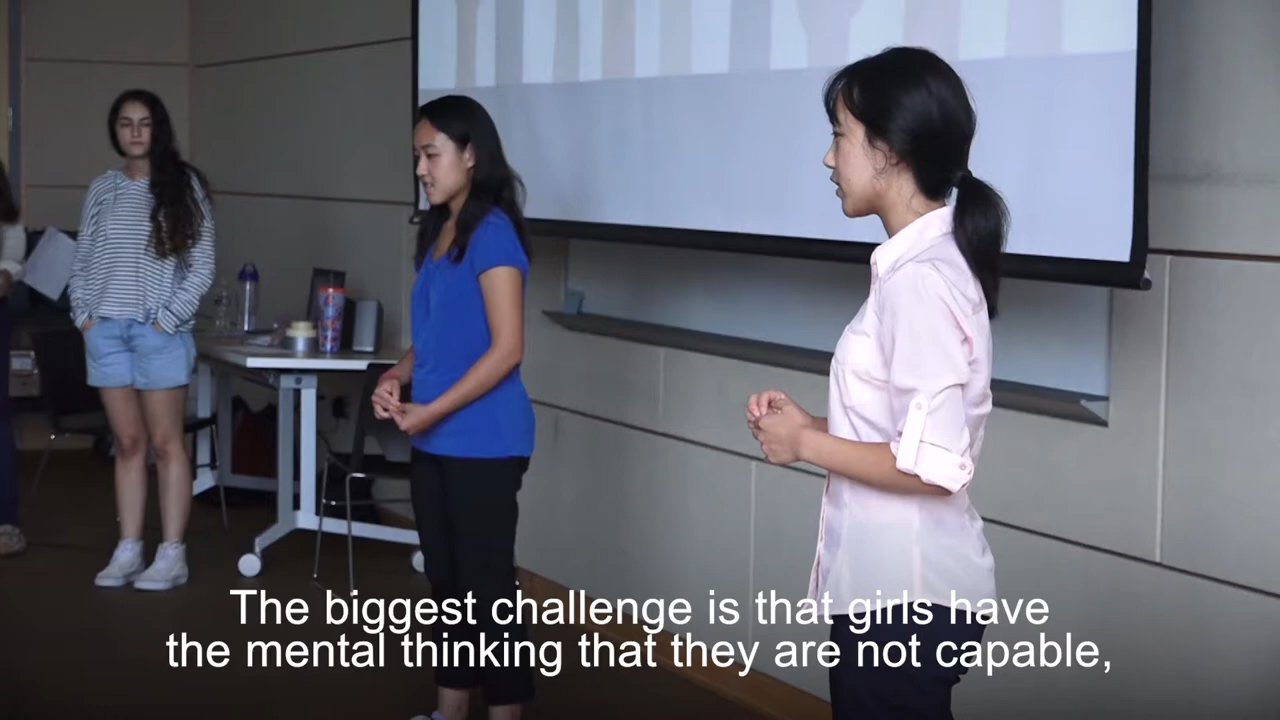 The biggest challenge is that girls have
the mental thinking that they are not capable,